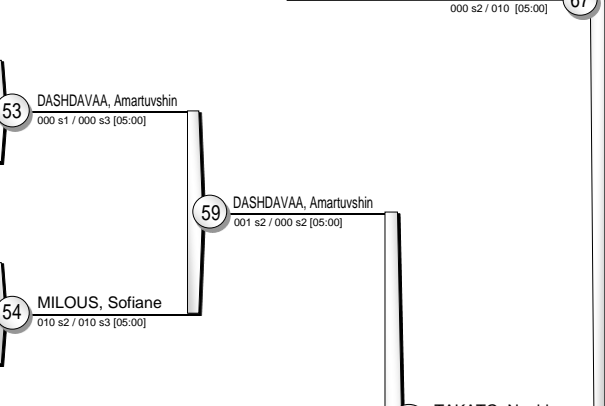 000 s2 / 010 [05:00]
67
53
DASHDAVAA, Amartuvshin
000 s1 / 000 s3 [05:00]
59
DASHDAVAA, Amartuvshin
001 s2 / 000 s2 [05:00]
54
MILOUS, Sofiane
010 s2 / 010 s3 [05:00]